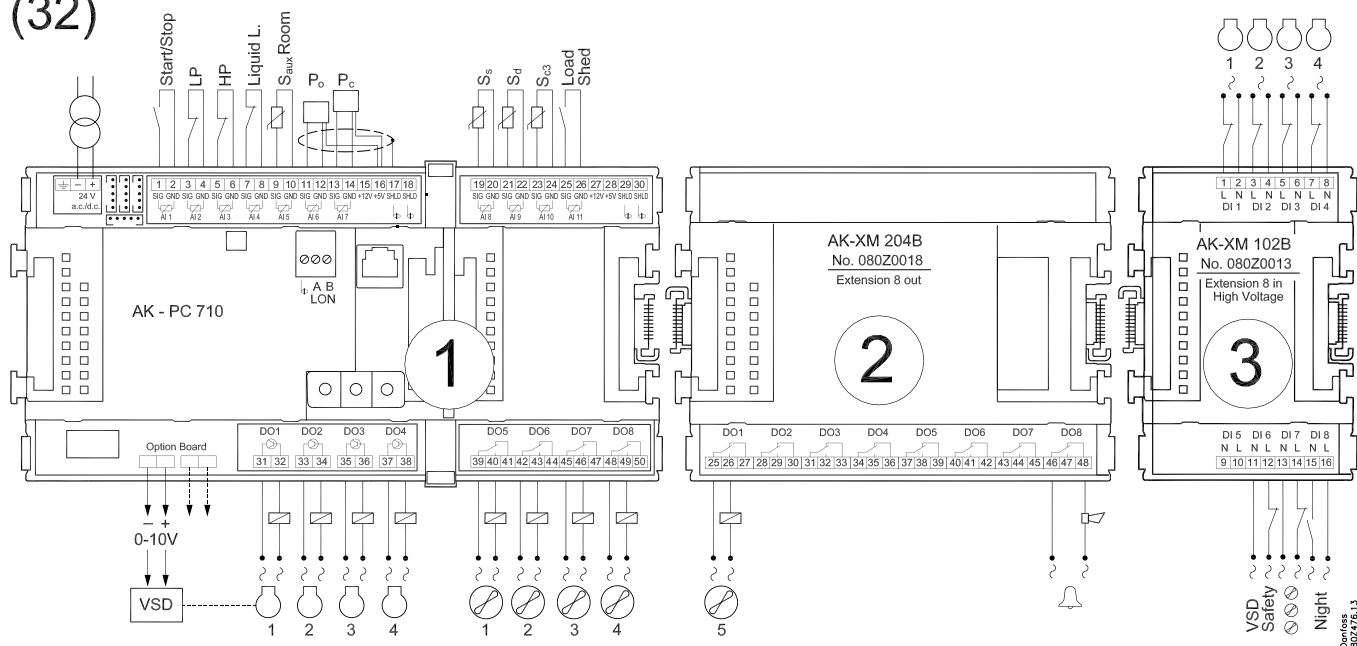 (32)
Start/Stop
LP
HP
Liquid L.
Saux Room
Po
Pc
Ss
Sd
Sc3
Load
Shed
1 2 3 4
– +
24 V
a.c./d.c.
1 2 3 4 5 6 7 8 9 10 11 12 13 14 15 16 17 18
SIG GND SIG GND SIG GND SIG GND SIG GND SIG GND SIG GND +12V +5V SHLD
AI 1 AI 2 AI 3 AI 4 AI 5 AI 6 AI 7
19 20 21 22 23 24 25 26 27 28 29 30
SIG GND SIG GND SIG GND SIG GND +12V +5V SHLD SHLD
AI 8 AI 9 AI 10 AI 11
1 2 3 4 5 6 7 8
L N L N L N L N
DI 1 DI 2 DI 3 DI 4
AK - PC 710
A B
LON
1
AK-XM 204B
No. 080Z0018
Extension 8 out
2
AK-XM 102B
No. 080Z0013
Extension 8 in
High Voltage
3
Option Board
DO1 DO2 DO3 DO4
31 32 33 34 35 36 37 38
DO5 DO6 DO7 DO8
39 40 41 42 43 44 45 46 47 48 49 50
DO1 DO2 DO3 DO4 DO5 DO6 DO7 DO8
25 26 27 28 29 30 31 32 33 34 35 36 37 38 39 40 41 42 43 44 45 46 47 48
DI 5 DI 6 DI 7 DI 8
N L N L N L N L
9 10 11 12 13 14 15 16
– +
0-10V
VSD
1 2 3 4
1 2 3 4
5
VSD
Safety
Night
Danfoss
80Z476.13